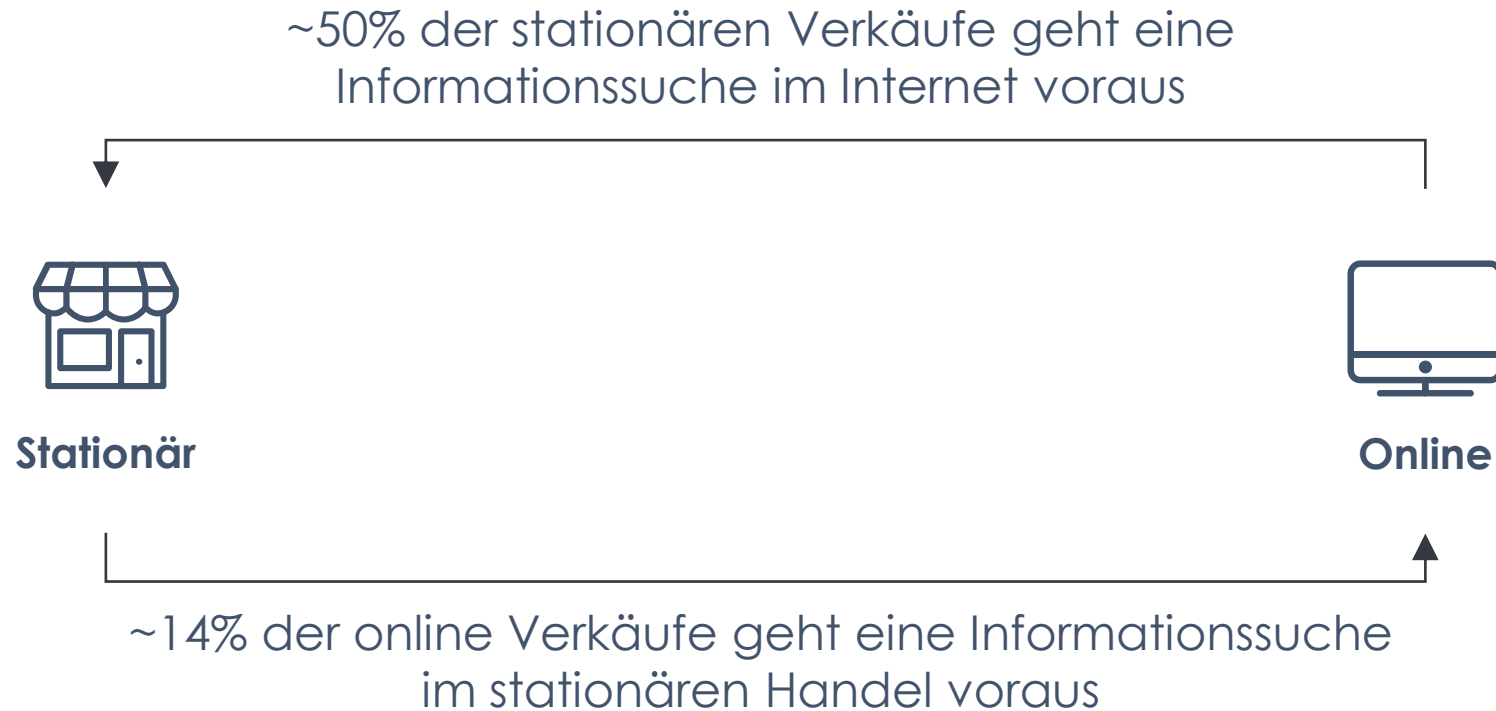 ~50% der stationären Verkäufe geht eine
Informationssuche im Internet voraus
Stationär
Online
~14% der online Verkäufe geht eine Informationssuche
im stationären Handel voraus